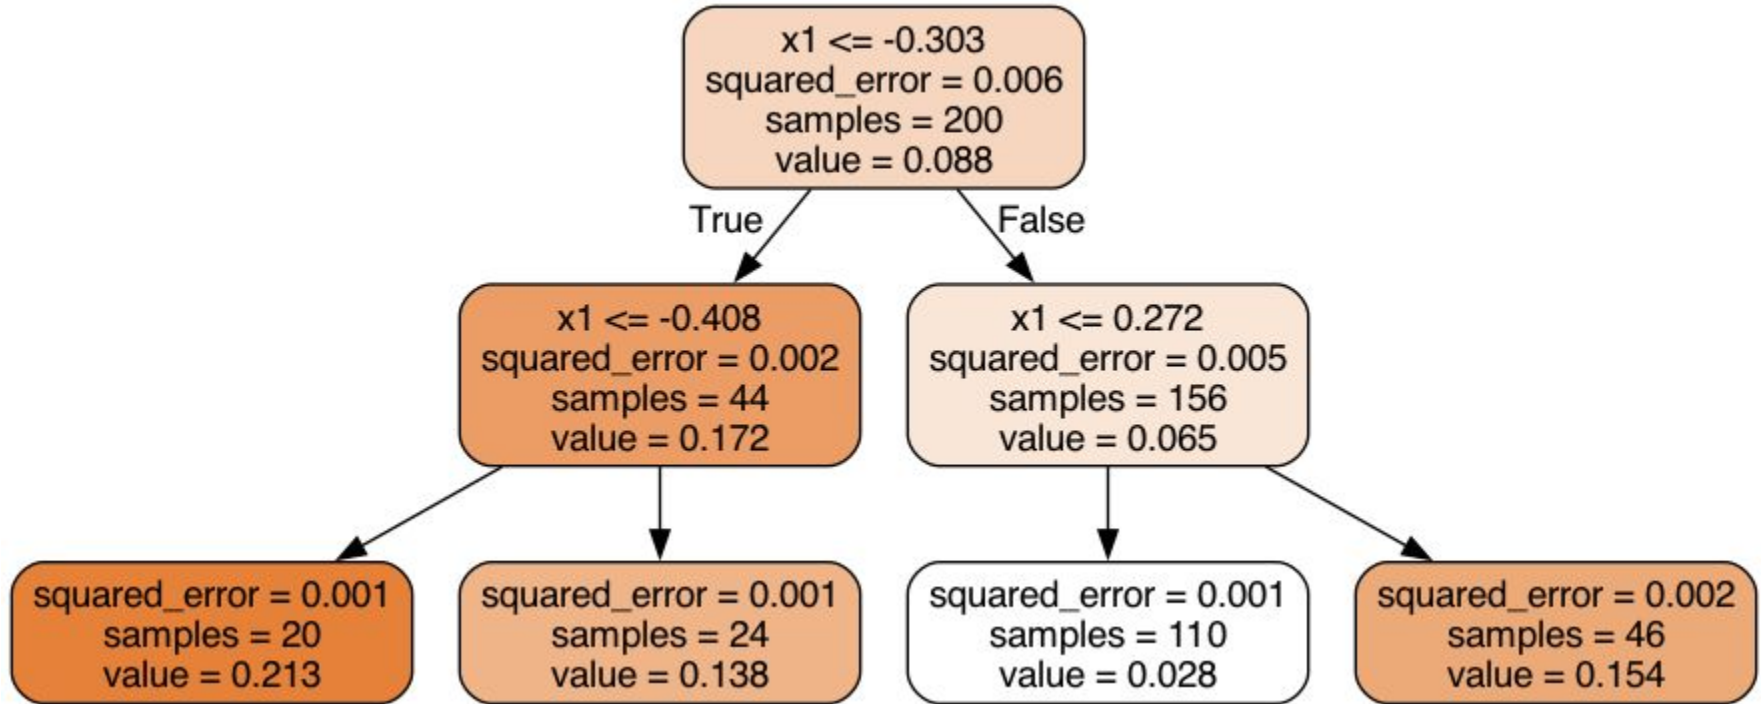 x1 <= -0.303
squared_error = 0.006
samples = 200
value = 0.088
True
False
x1 <= -0.408
squared_error = 0.002
samples = 44
value = 0.172
x1 <= 0.272
squared_error = 0.005
samples = 156
value = 0.065
squared_error = 0.001
samples = 20
value = 0.213
squared_error = 0.001
samples = 24
value = 0.138
squared_error = 0.001
samples = 110
value = 0.028
squared_error = 0.002
samples = 46
value = 0.154